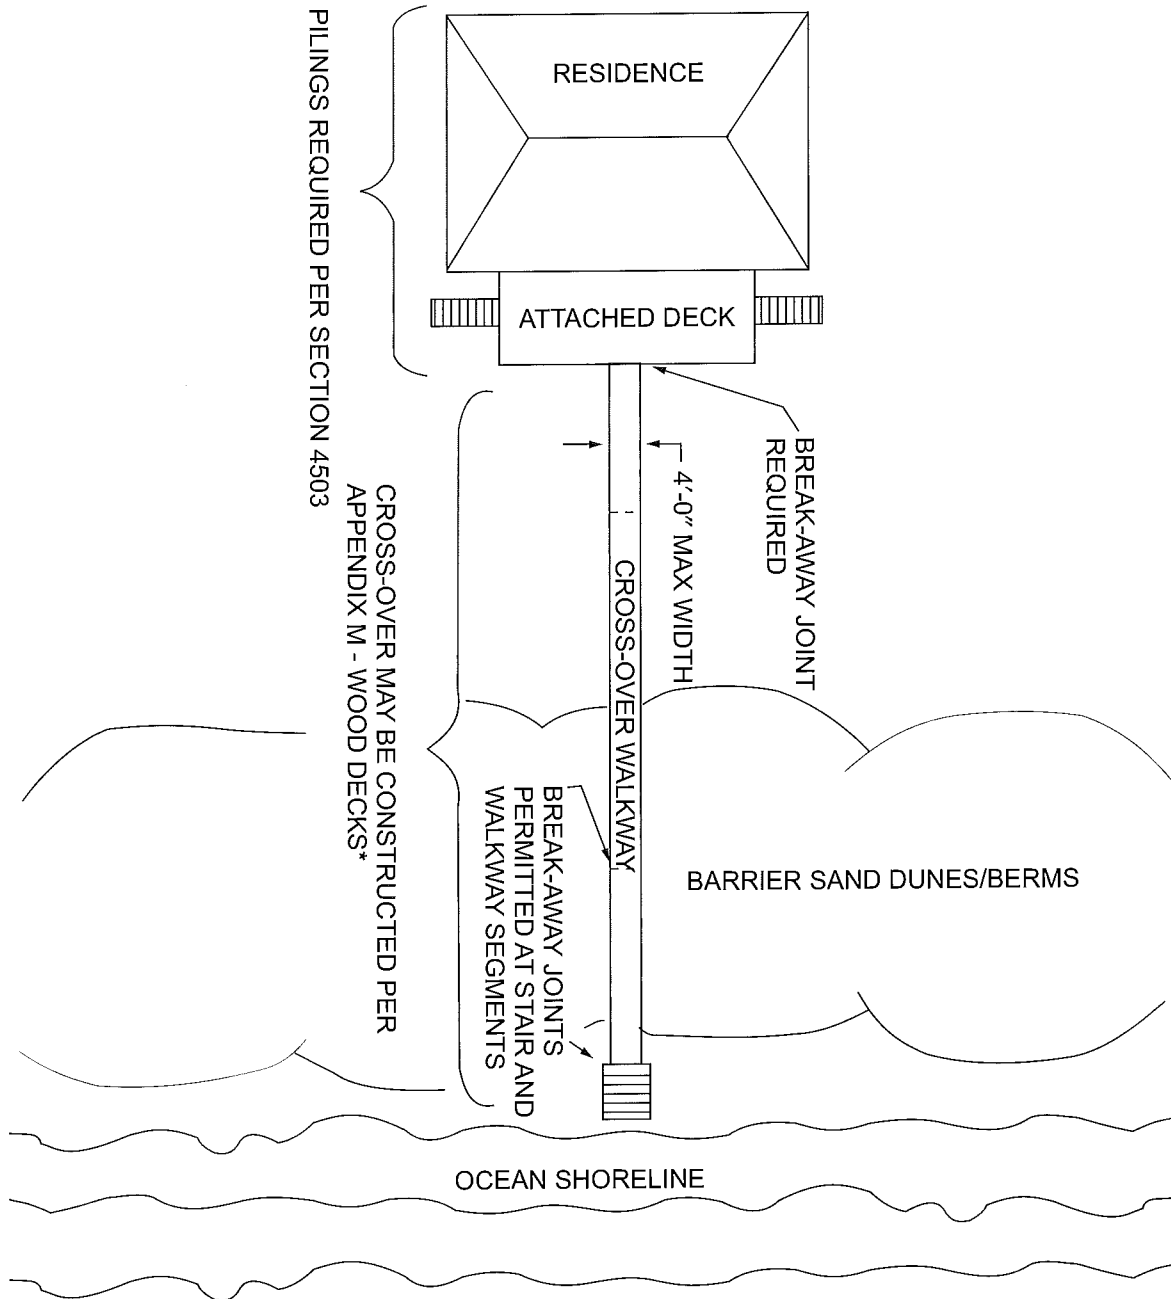 RESIDENCE
ATTACHED DECK
PILINGS REQUIRED PER SECTION 4503
BREAK-AWAY JOINT
REQUIRED
4'-0" MAX WIDTH
CROSS-OVER WALKWAY
CROSS-OVER MAY BE CONSTRUCTED PER
APPENDIX M - WOOD DECKS*
BREAK-AWAY JOINTS
PERMITTED AT STAIR AND
WALKWAY SEGMENTS
BARRIER SAND DUNES/BERMS
OCEAN SHORELINE